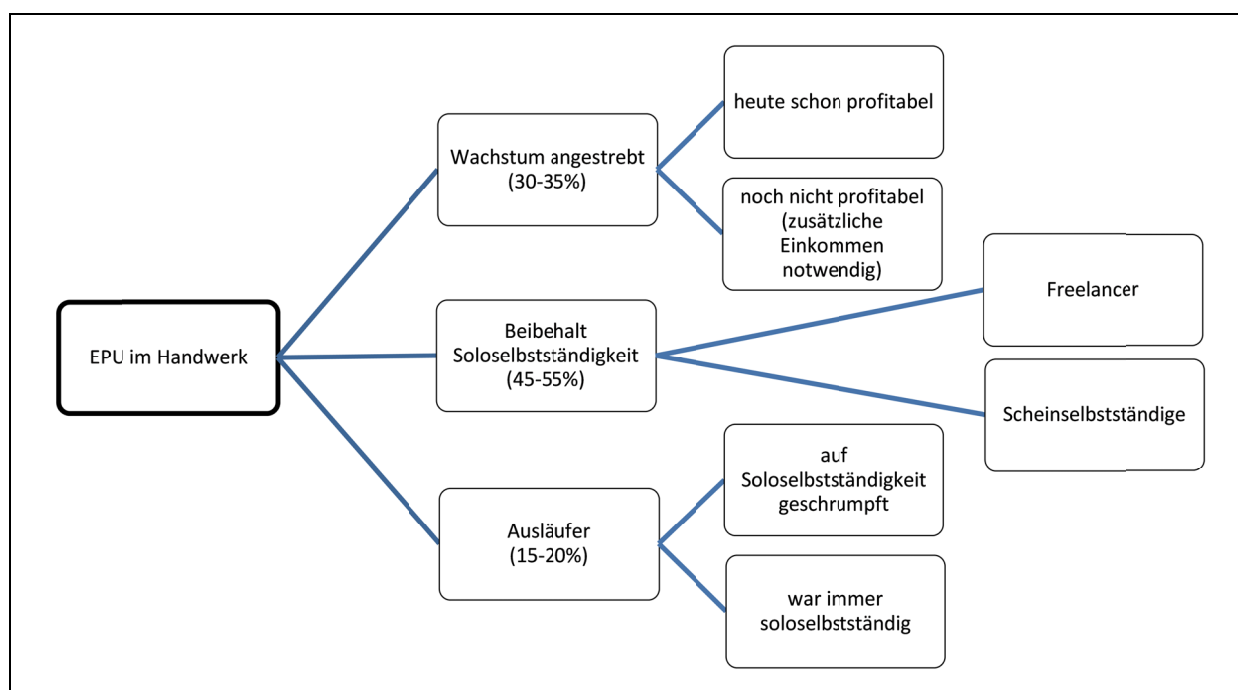 EPU im Handwerk
Wachstum angestrebt
(30-35%)
heute schon profitabel
noch nicht profitabel
(zusätzliche
Einkommen
notwendig)
Beibehalt
Soloselbstständigkeit
(45-55%)
Freelancer
Scheinselbstständige
Ausläufer
(15-20%)
auf
Soloselbstständigkeit
geschrumpft
war immer
soloselbstständig